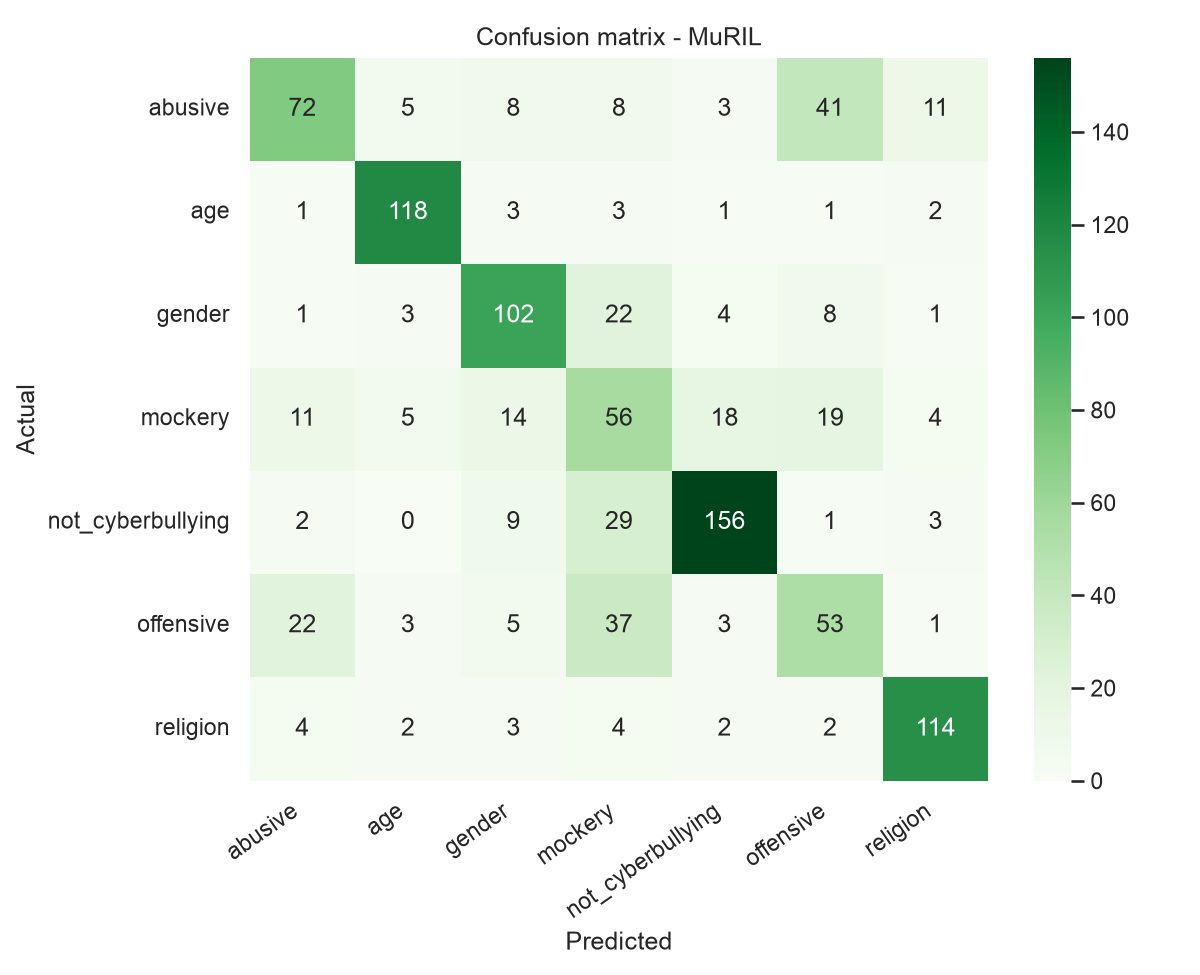 Confusion matrix - MuRIL
abusive 72 5 8 8 3 41 11
age 1 118 3 3 1 1 2
gender 1 3 102 22 4 8 1
mockery 11 5 14 56 18 19 4
not_cyberbullying 2 0 9 29 156 1 3
offensive 22 3 5 37 3 53 1
religion 4 2 3 4 2 2 114
Actual
abusive age gender mockery not_cyberbullying offensive religion
Predicted
140
120
100
80
60
40
20
0